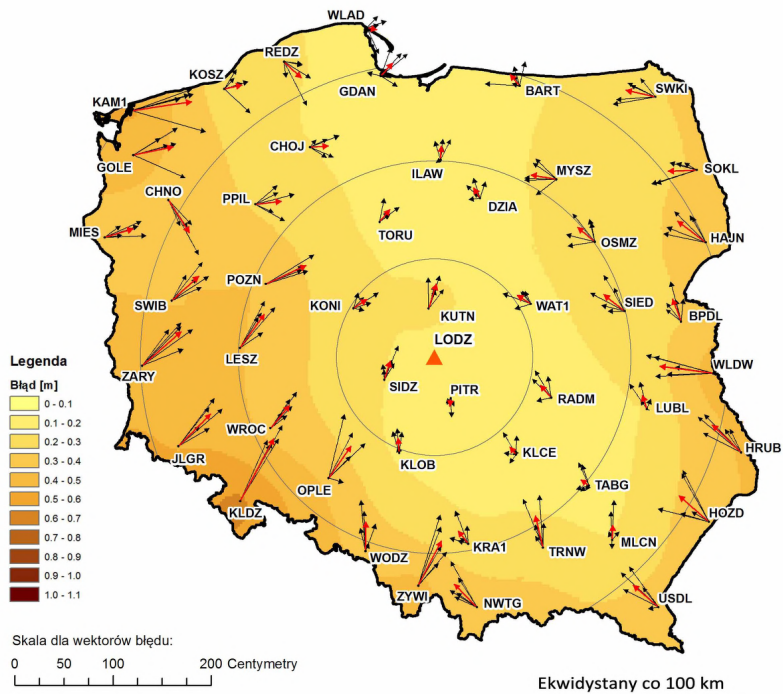 WLAD
REDZ
KOSZ
GDAN
BART
SWKI
KAM1
CHOJ
GOLE
ILAW
MYSZ
SOKL
CHNO
PPIL
DZIA
MIES
TORU
OSMZ
HAJN
POZN
SWIB
KONI
KUTN
WAT1
SIED
BPDL
LODZ
Legenda
Błąd [m]
0 - 0.1
0.1 - 0.2
0.2 - 0.3
0.3 - 0.4
0.4 - 0.5
0.5 - 0.6
0.6 - 0.7
0.7 - 0.8
0.8 - 0.9
0.9 - 1.0
1.0 - 1.1
ZARY
LESZ
WLDW
SIDZ
PITR
RADM
LUBL
WROC
JLGR
KLOB
KLCE
HRUB
OPLE
TABG
KLDZ
HOZD
WODZ
KRA1
TRNW
MLCN
ZYWI
NWTG
USDL
Skala dla wektorów błędu:
0 50 100 200 Centymetry
Ekwidystany co 100 km